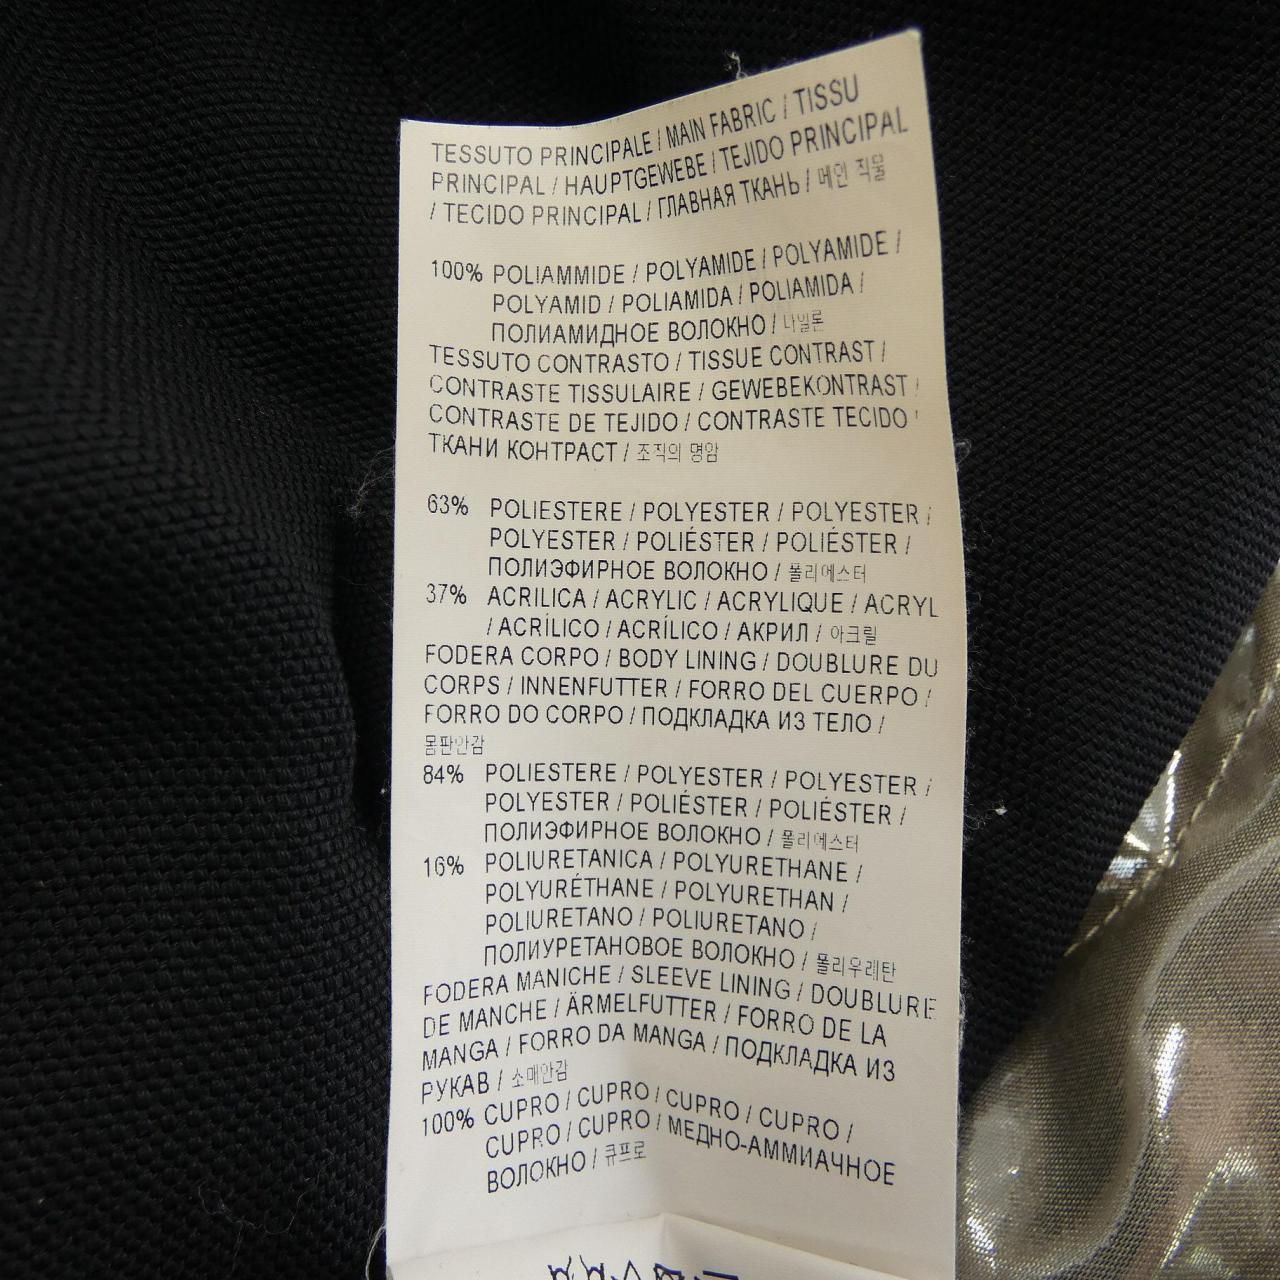 TESSUTO PRINCIPALE / MAIN FABRIC / TISSU
PRINCIPAL / HAUPTGEWEBE / TEJIDO PRINCIPAL
/ TECIDO PRINCIPAL / ГЛАВНАЯ ТКАНЬ / 메인 직물
100% POLIAMMIDE / POLYAMIDE / POLYAMIDE /
POLYAMID / POLIAMIDA / POLIAMIDA /
ПОЛИАМИДНОЕ ВОЛОКНО / 나일론
TESSUTO CONTRASTO / TISSUE CONTRAST /
CONTRASTE TISSULAIRE / GEWEBEKONTRAST /
CONTRASTE DE TEJIDO / CONTRASTE TECIDO /
ТКАНИ КОНТРАСТ / 조직의 명암
63% POLIESTERE / POLYESTER / POLYESTER /
POLYESTER / POLIÉSTER / POLIÉSTER /
ПОЛИЭФИРНОЕ ВОЛОКНО / 폴리에스터
37% ACRILICA / ACRYLIC / ACRYLIQUE / ACRYL
/ ACRÍLICO / ACRÍLICO / АКРИЛ / 아크릴
FODERA CORPO / BODY LINING / DOUBLURE DU
CORPS / INNENFUTTER / FORRO DEL CUERPO /
FORRO DO CORPO / ПОДКЛАДКА ИЗ ТЕЛО /
몸판안감
84% POLIESTERE / POLYESTER / POLYESTER /
POLYESTER / POLIÉSTER / POLIÉSTER /
ПОЛИЭФИРНОЕ ВОЛОКНО / 폴리에스터
16% POLIURETANICA / POLYURETHANE /
POLYURÉTHANE / POLYURETHAN /
POLIURETANO / POLIURETANO /
ПОЛИУРЕТАНОВОЕ ВОЛОКНО / 폴리우레탄
FODERA MANICHE / SLEEVE LINING / DOUBLURE
DE MANCHE / ÄRMELFUTTER / FORRO DE LA
MANGA / FORRO DA MANGA / ПОДКЛАДКА ИЗ
РУКАВ / 소매안감
100% CUPRO / CUPRO / CUPRO / CUPRO /
CUPRO / CUPRO / МЕДНО-АММИАЧНОЕ
ВОЛОКНО / 큐프로